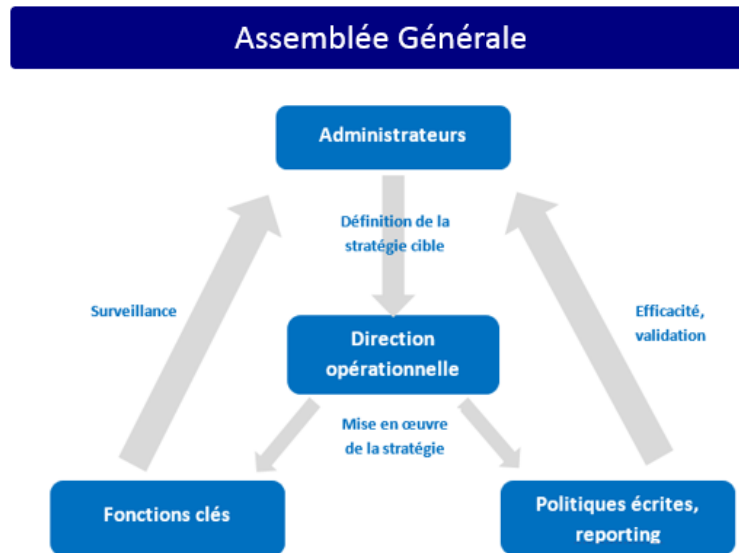 Assemblée Générale
Administrateurs
Définition de la
stratégie cible
Surveillance
Efficacité,
validation
Direction
opérationnelle
Mise en œuvre
de la stratégie
Fonctions clés
Politiques écrites,
reporting